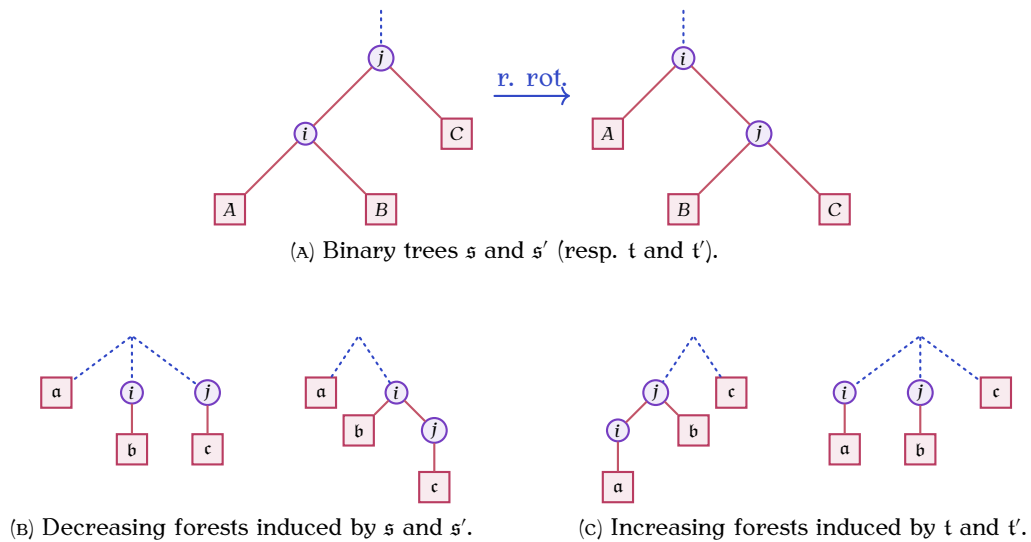 j i
r. rot.
i C A j
A B B C
(A) Binary trees 𝔰 and 𝔰′ (resp. 𝔱 and 𝔱′).
𝔞 i j 𝔞 i j 𝔠 i j 𝔠
𝔟 j i 𝔟
𝔟 𝔠 𝔠 𝔞 𝔞 𝔟
(B) Decreasing forests induced by 𝔰 and 𝔰′. (C) Increasing forests induced by 𝔱 and 𝔱′.